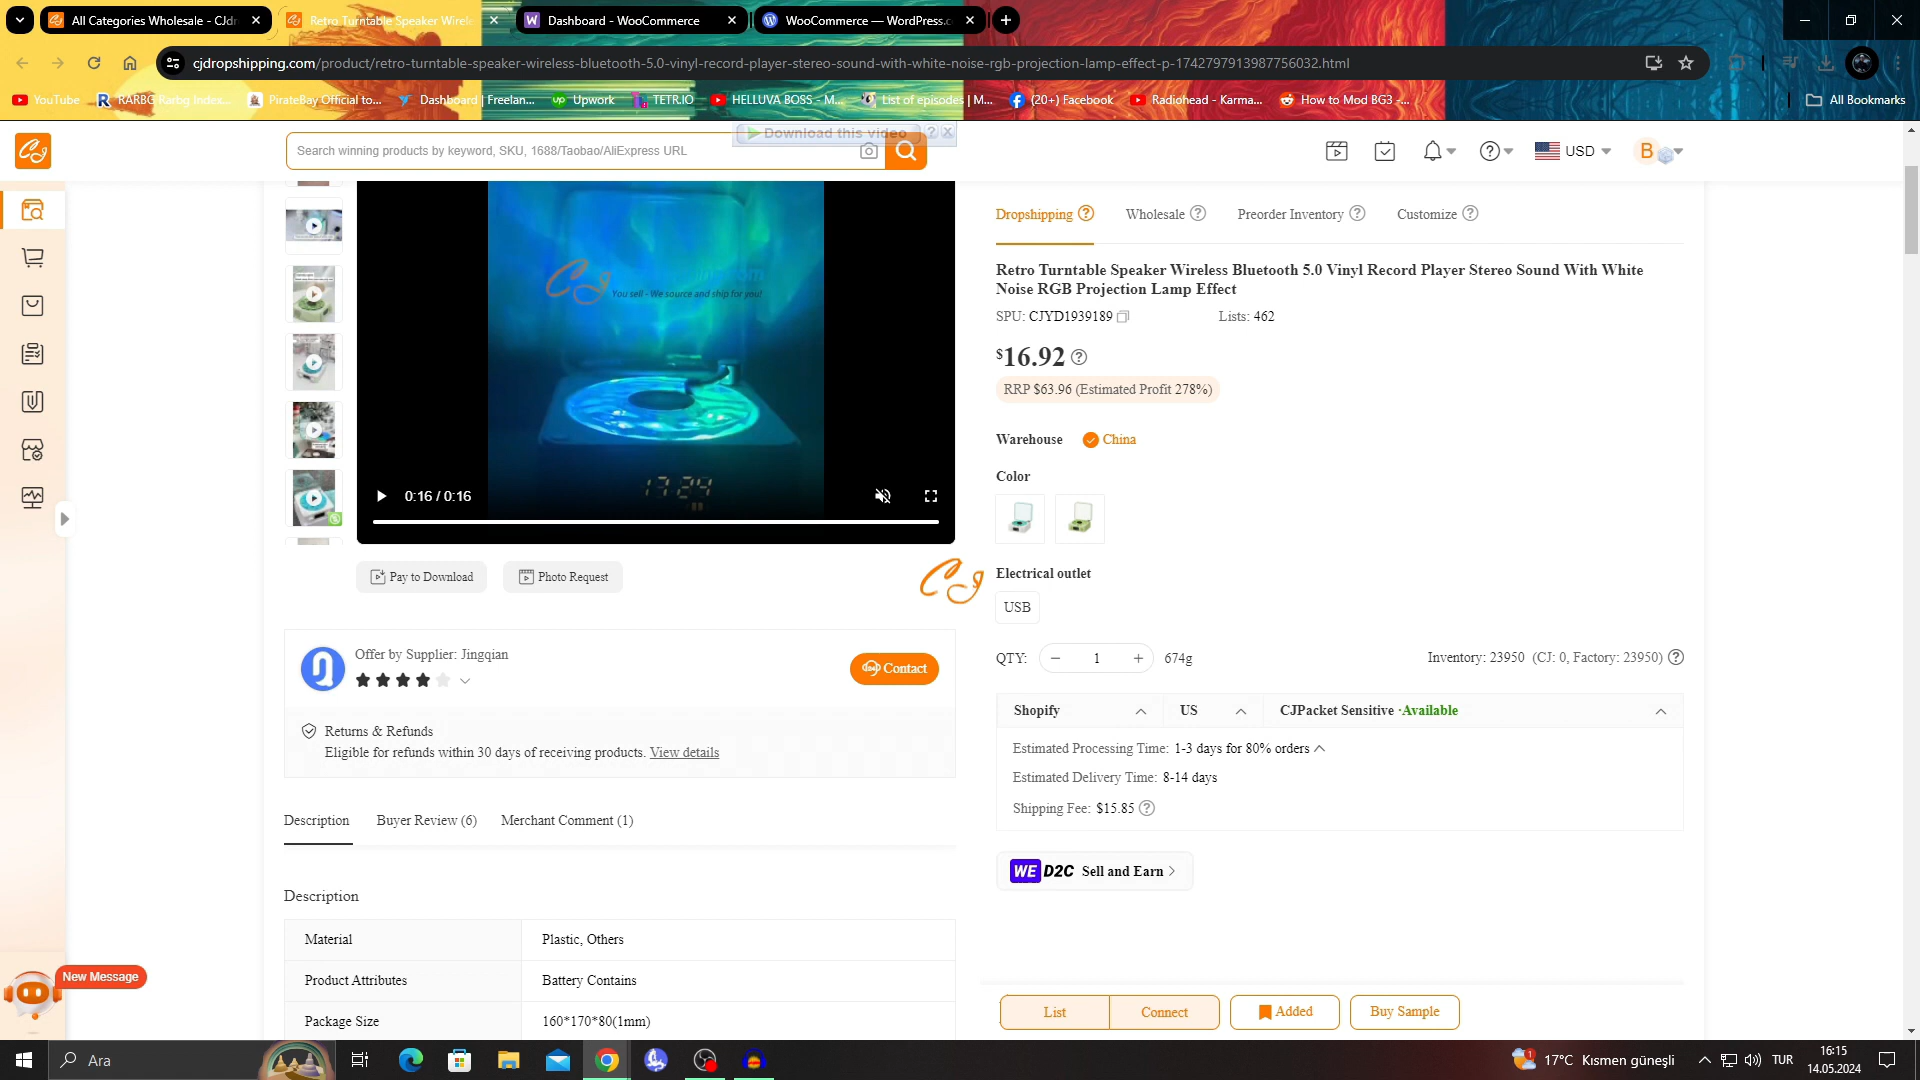 All Categories Wholesale - CJdr
Retro Turntable Speaker Wirele
Dashboard - WooCommerce
WooCommerce — WordPress.c
cjdropshipping.com/product/retro-turntable-speaker-wireless-bluetooth-5.0-vinyl-record-player-stereo-sound-with-white-noise-rgb-projection-lamp-effect-p-1742797913987756032.html
YouTube
RARBG Rarbg Index...
PirateBay Official to...
Dashboard | Freelan...
Upwork
TETR.IO
HELLUVA BOSS - M...
List of episodes | M...
(20+) Facebook
Radiohead - Karma...
How to Mod BG3 -...
All Bookmarks
Download this video
Search winning products by keyword, SKU, 1688/Taobao/AliExpress URL
USD
B
You sell - We source and ship for you!
17:24
0:16 / 0:16
Pay to Download
Photo Request
Offer by Supplier: Jingqian
Contact
Returns & Refunds
Eligible for refunds within 30 days of receiving products. View details
Description
Buyer Review (6)
Merchant Comment (1)
Description
Material
Plastic, Others
Product Attributes
Battery Contains
Package Size
160*170*80(1mm)
New Message
Dropshipping
Wholesale
Preorder Inventory
Customize
Retro Turntable Speaker Wireless Bluetooth 5.0 Vinyl Record Player Stereo Sound With White
Noise RGB Projection Lamp Effect
SPU: CJYD1939189
Lists: 462
$16.92
RRP $63.96 (Estimated Profit 278%)
Warehouse
China
Color
Electrical outlet
USB
QTY:
1
674g
Inventory: 23950 (CJ: 0, Factory: 23950)
Shopify
US
CJPacket Sensitive ·Available
Estimated Processing Time: 1-3 days for 80% orders
Estimated Delivery Time: 8-14 days
Shipping Fee: $15.85
WE D2C Sell and Earn
List
Connect
Added
Buy Sample
Ara
17°C Kısmen güneşli
TUR
16:15
14.05.2024